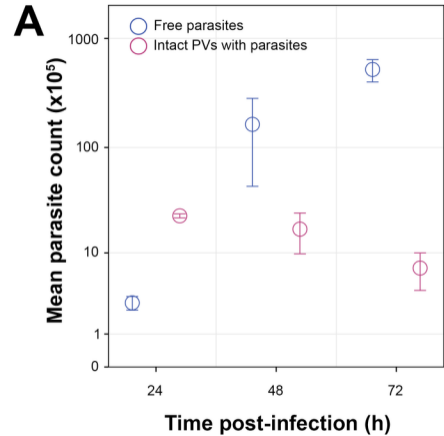 A
Free parasites
Intact PVs with parasites
Mean parasite count (x10⁵)
1000
100
10
1
0
24 48 72
Time post-infection (h)